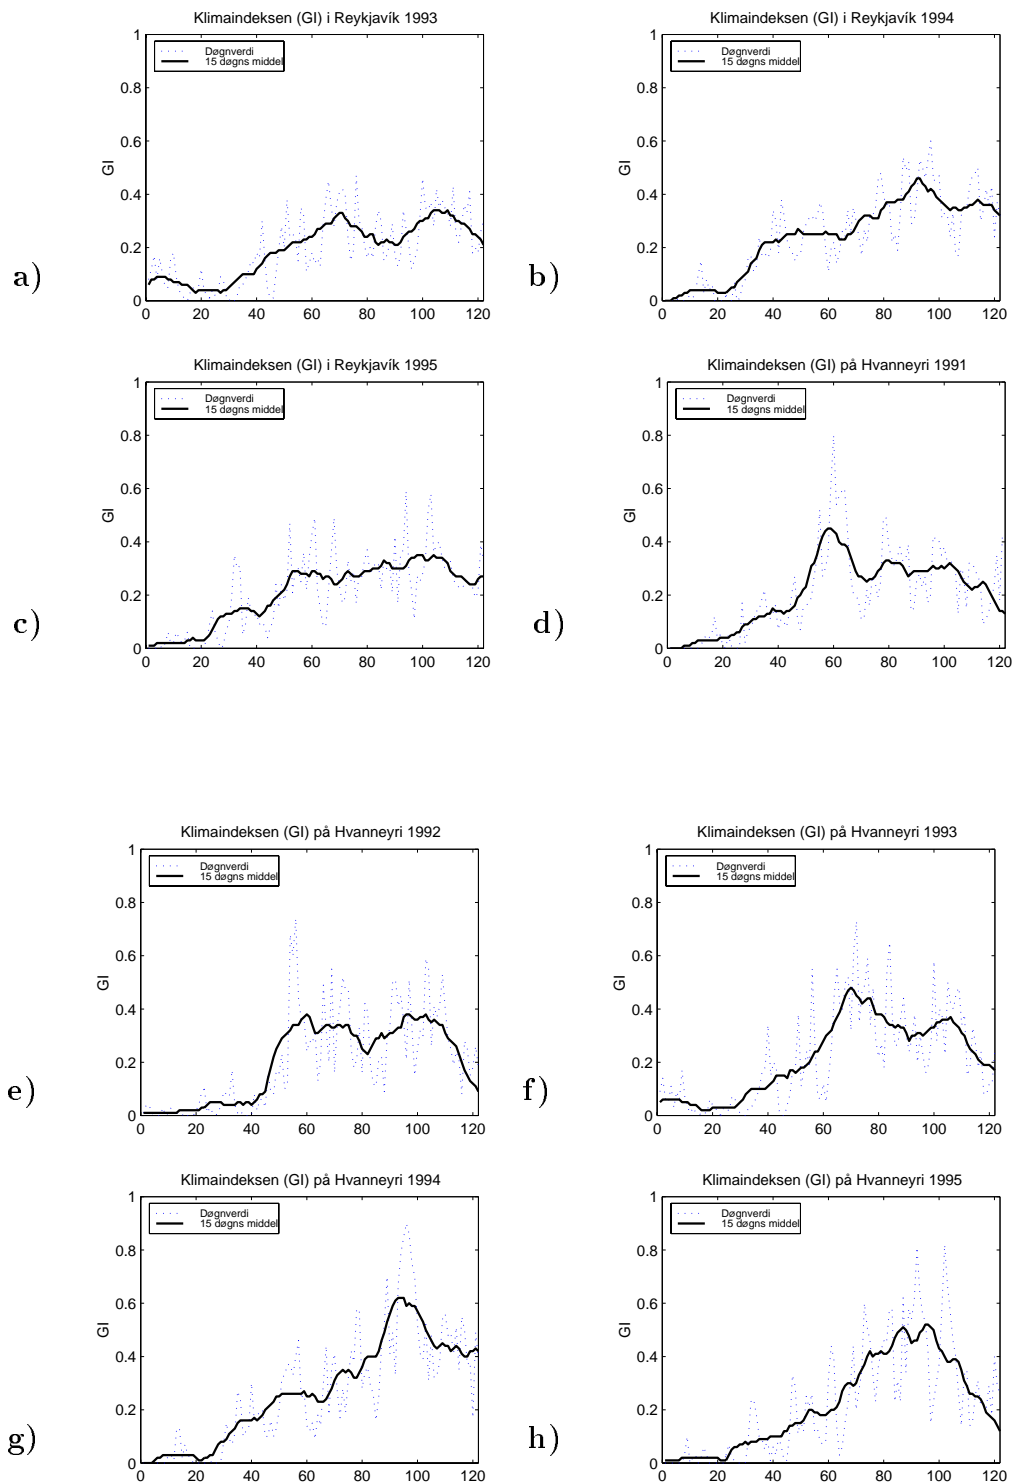 Klimaindeksen (GI) i Reykjavík 1993
1
Døgnverdi
15 døgns middel
0.8
0.6
GI
0.4
0.2
a)
0
0 20 40 60 80 100 120
Klimaindeksen (GI) i Reykjavík 1994
1
Døgnverdi
15 døgns middel
0.8
0.6
GI
0.4
0.2
b)
0
0 20 40 60 80 100 120
Klimaindeksen (GI) i Reykjavík 1995
1
Døgnverdi
15 døgns middel
0.8
0.6
GI
0.4
0.2
c)
0
0 20 40 60 80 100 120
Klimaindeksen (GI) på Hvanneyri 1991
1
Døgnverdi
15 døgns middel
0.8
0.6
GI
0.4
0.2
d)
0
0 20 40 60 80 100 120
Klimaindeksen (GI) på Hvanneyri 1992
1
Døgnverdi
15 døgns middel
0.8
0.6
GI
0.4
0.2
e)
0
0 20 40 60 80 100 120
Klimaindeksen (GI) på Hvanneyri 1993
1
Døgnverdi
15 døgns middel
0.8
0.6
GI
0.4
0.2
f)
0
0 20 40 60 80 100 120
Klimaindeksen (GI) på Hvanneyri 1994
1
Døgnverdi
15 døgns middel
0.8
0.6
GI
0.4
0.2
g)
0
0 20 40 60 80 100 120
Klimaindeksen (GI) på Hvanneyri 1995
1
Døgnverdi
15 døgns middel
0.8
0.6
GI
0.4
0.2
h)
0
0 20 40 60 80 100 120